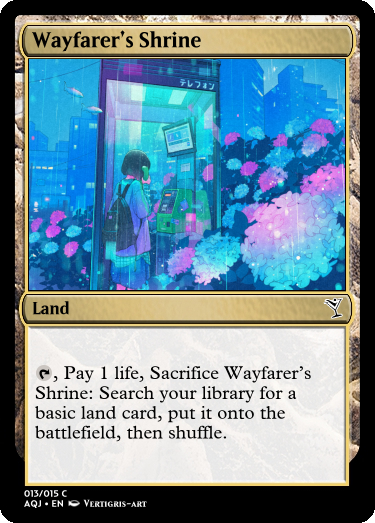 Wayfarer's Shrine
テレフォン
Land
, Pay 1 life, Sacrifice Wayfarer's
Shrine: Search your library for a
basic land card, put it onto the
battlefield, then shuffle.
013/015 C
AQJ • EN Vertigris-art